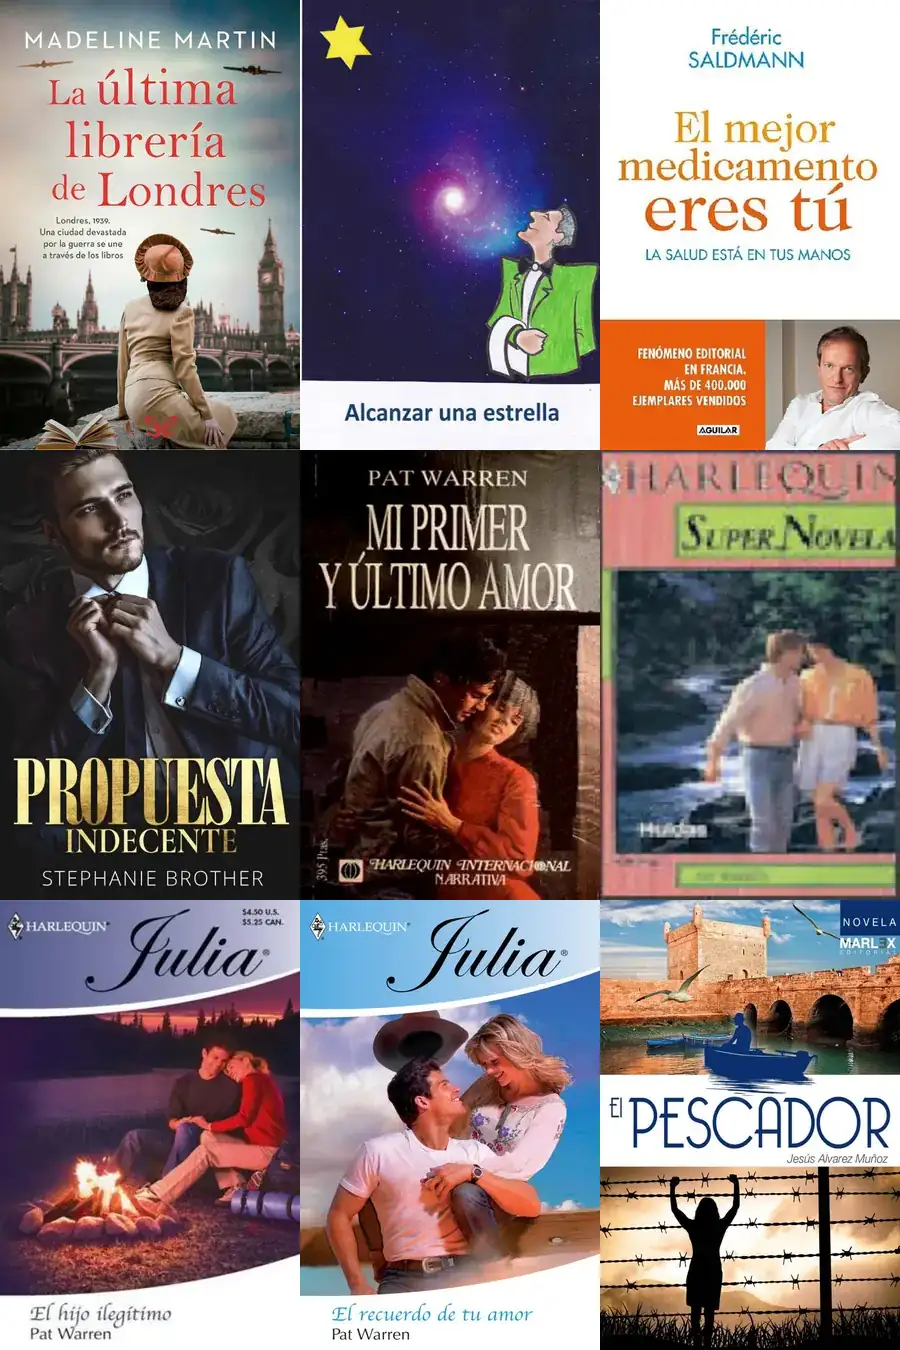 MADELINE MARTIN
La última
librería
de Londres
Londres, 1939.
Una ciudad devastada
por la guerra se une
a través de los libros
Alcanzar una estrella
Frédéric
SALDMANN
El mejor
medicamento
eres tú
LA SALUD ESTÁ EN TUS MANOS
FENÓMENO EDITORIAL
EN FRANCIA.
MÁS DE 400.000
EJEMPLARES VENDIDOS
AGUILAR
PROPUESTA
INDECENTE
STEPHANIE BROTHER
PAT WARREN
MI PRIMER
Y ÚLTIMO AMOR
395 Ptas.
HARLEQUIN INTERNACIONAL
NARRATIVA
HARLEQUIN
SUPER NOVELA
Huidas
HARLEQUIN®
$4.50 U.S.
$5.25 CAN.
Julia®
El hijo ilegítimo
Pat Warren
HARLEQUIN®
Julia®
El recuerdo de tu amor
Pat Warren
NOVELA
MARLEX
EDITORIAL
El PESCADOR
Jesús Alvarez Muñoz